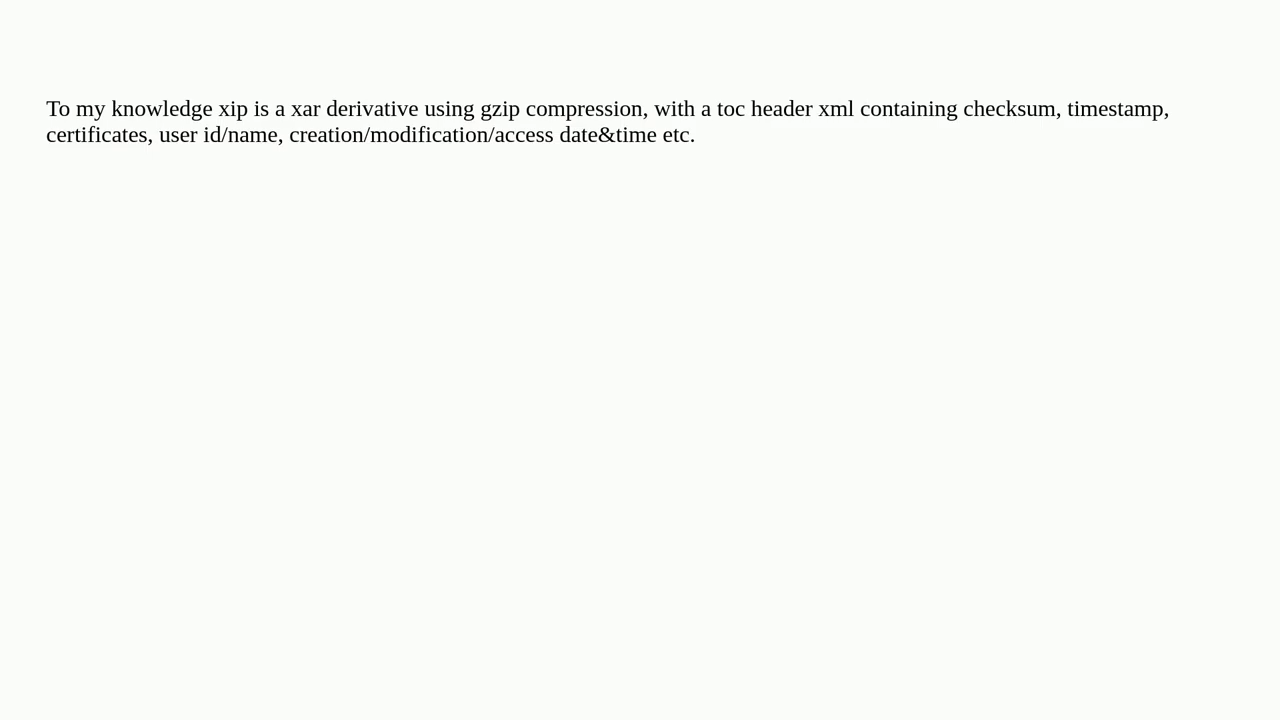 To my knowledge xip is a xar derivative using gzip compression, with a toc header xml containing checksum, timestamp,
certificates, user id/name, creation/modification/access date&time etc.